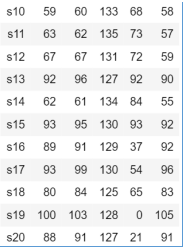 s10 59 60 133 68 58
s11 63 62 135 73 57
s12 67 67 131 72 59
s13 92 96 127 92 90
s14 62 61 134 84 55
s15 93 95 130 93 92
s16 89 91 129 37 92
s17 93 99 130 54 96
s18 80 84 125 65 83
s19 100 103 128 0 105
s20 88 91 127 21 91